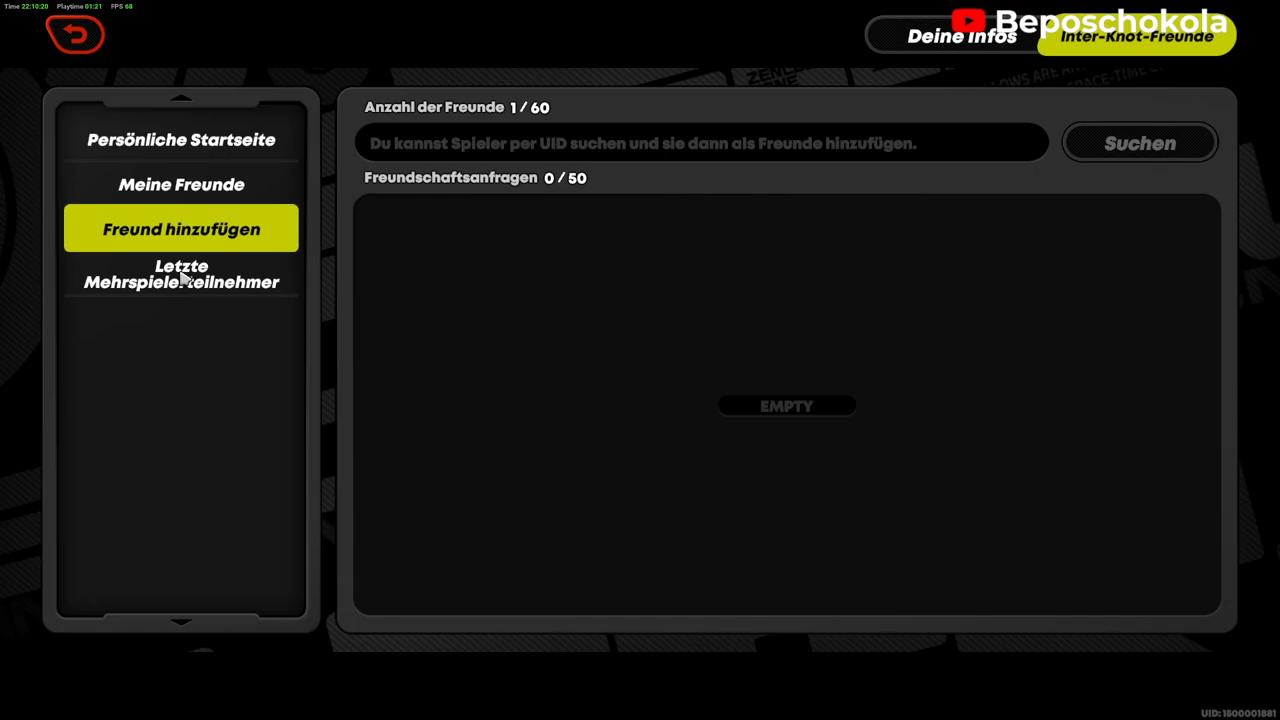 Time 22:10:20 Playtime 01:21 FPS 68
Deine Infos
Beposchokola
Inter-Knot-Freunde
Persönliche Startseite
Meine Freunde
Freund hinzufügen
Letzte
Mehrspielerteilnehmer
Anzahl der Freunde 1 / 60
Du kannst Spieler per UID suchen und sie dann als Freunde hinzufügen.
Suchen
Freundschaftsanfragen 0 / 50
EMPTY
UID: 1500001881